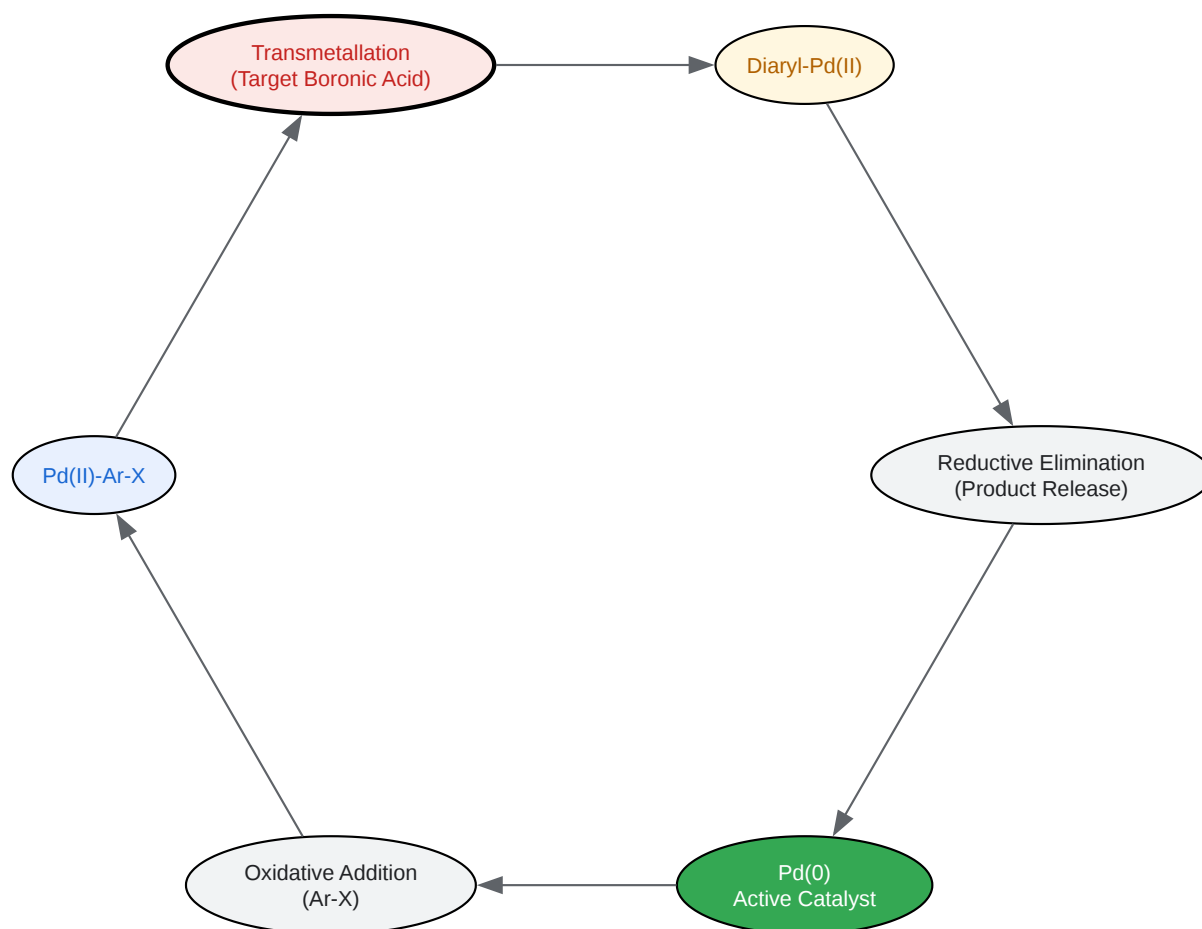 Transmetallation
(Target Boronic Acid)
Diaryl-Pd(II)
Pd(II)-Ar-X
Reductive Elimination
(Product Release)
Oxidative Addition
(Ar-X)
Pd(0)
Active Catalyst